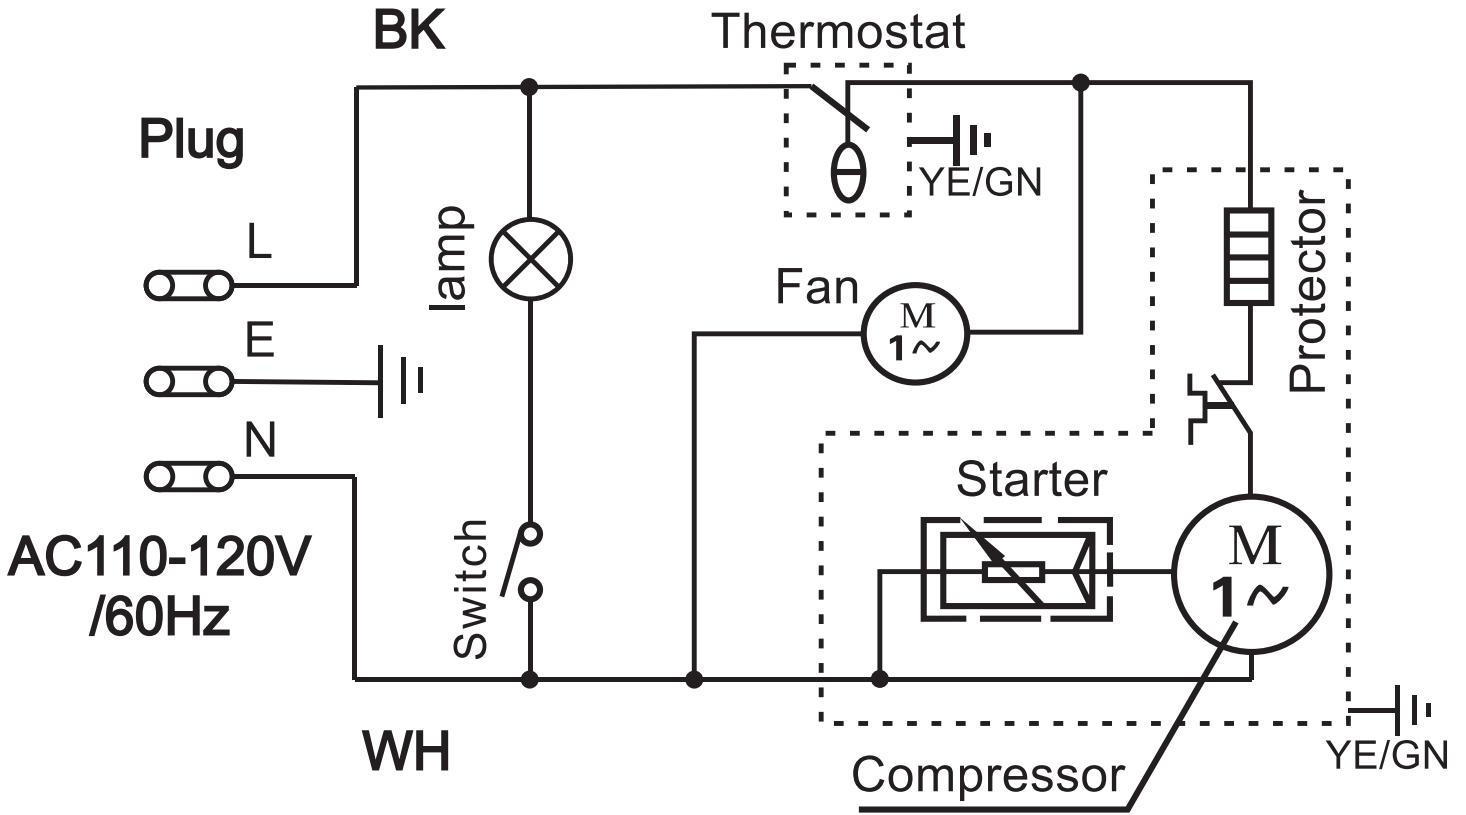 BK
Thermostat
Plug
L
YE/GN
lamp
Protector
E
Fan
M
1~
N
Starter
AC110-120V
/60Hz
Switch
M
1~
WH
Compressor
YE/GN